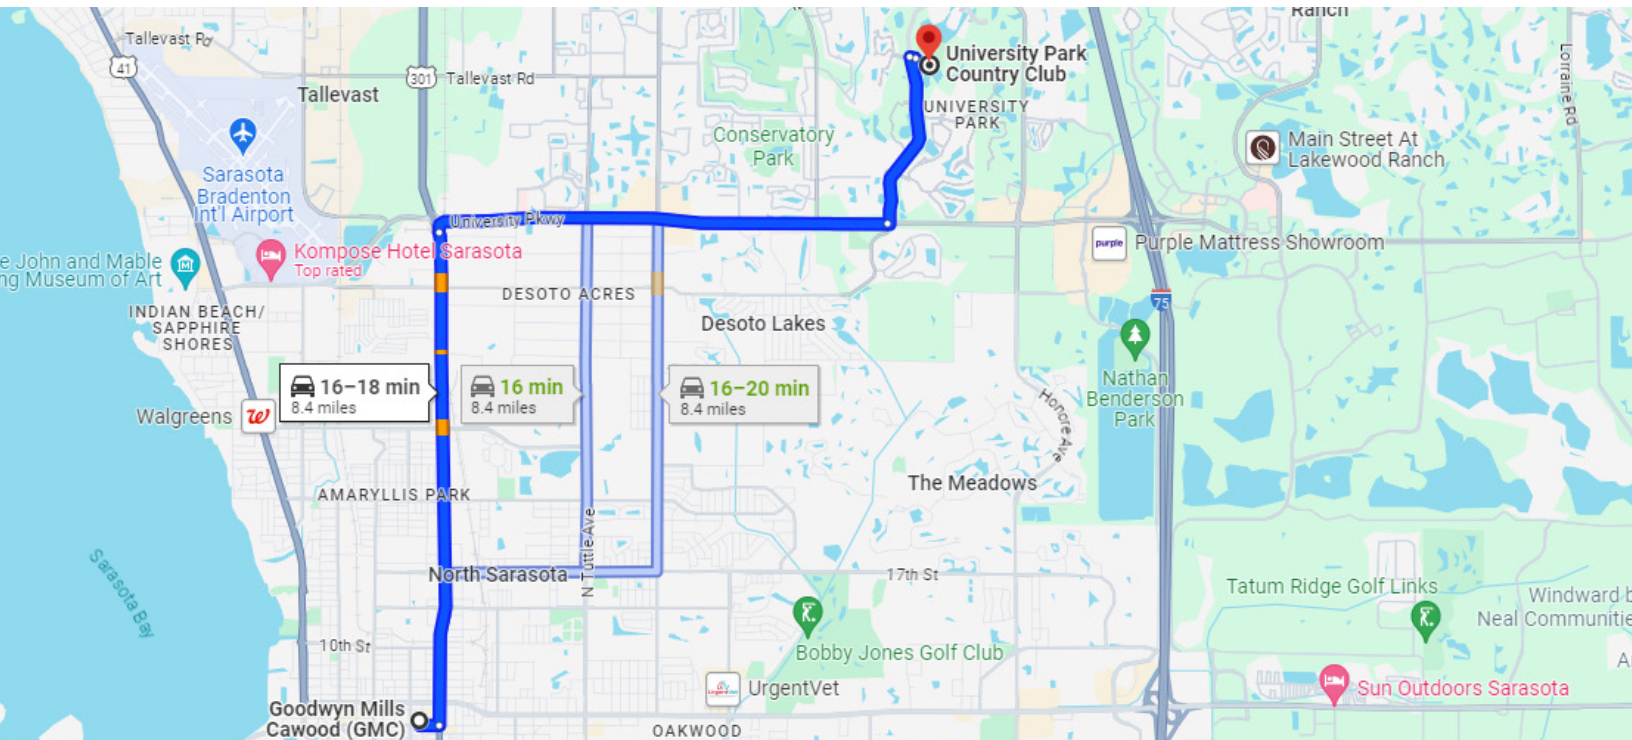 Ranch
Tallevast Rd
41
301
Tallevast Rd
Tallevast
University Park
Country Club
UNIVERSITY
PARK
Lorraine Rd
Conservatory
Park
Main Street At
Lakewood Ranch
Sarasota
Bradenton
Int'l Airport
University Pkwy
Kompose Hotel Sarasota
Top rated
purple
Purple Mattress Showroom
e John and Mable
ng Museum of Art
DESOTO ACRES
75
INDIAN BEACH/
SAPPHIRE
SHORES
Desoto Lakes
16–18 min
8.4 miles
16 min
8.4 miles
16–20 min
8.4 miles
Nathan
Benderson
Park
Honore Ave
Walgreens
W
The Meadows
AMARYLLIS PARK
N Tuttle Ave
Sarasota Bay
North Sarasota
17th St
Tatum Ridge Golf Links
Windward b
Neal Communitie
10th St
Bobby Jones Golf Club
A
UrgentVet
UrgentVet
Sun Outdoors Sarasota
Goodwyn Mills
Cawood (GMC)
OAKWOOD